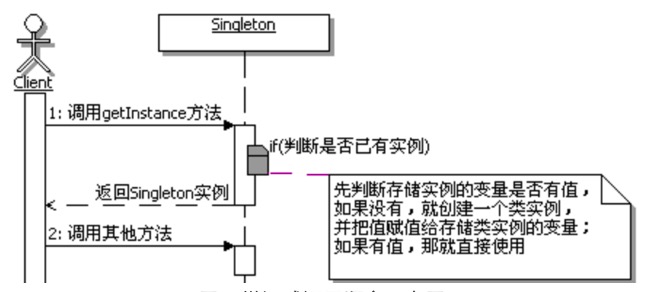 Singleton
Client
1: 调用getInstance方法
if(判断是否已有实例)
返回Singleton实例
先判断存储实例的变量是否有值，
如果没有，就创建一个类实例，
并把值赋值给存储类实例的变量；
如果有值，那就直接使用
2: 调用其他方法